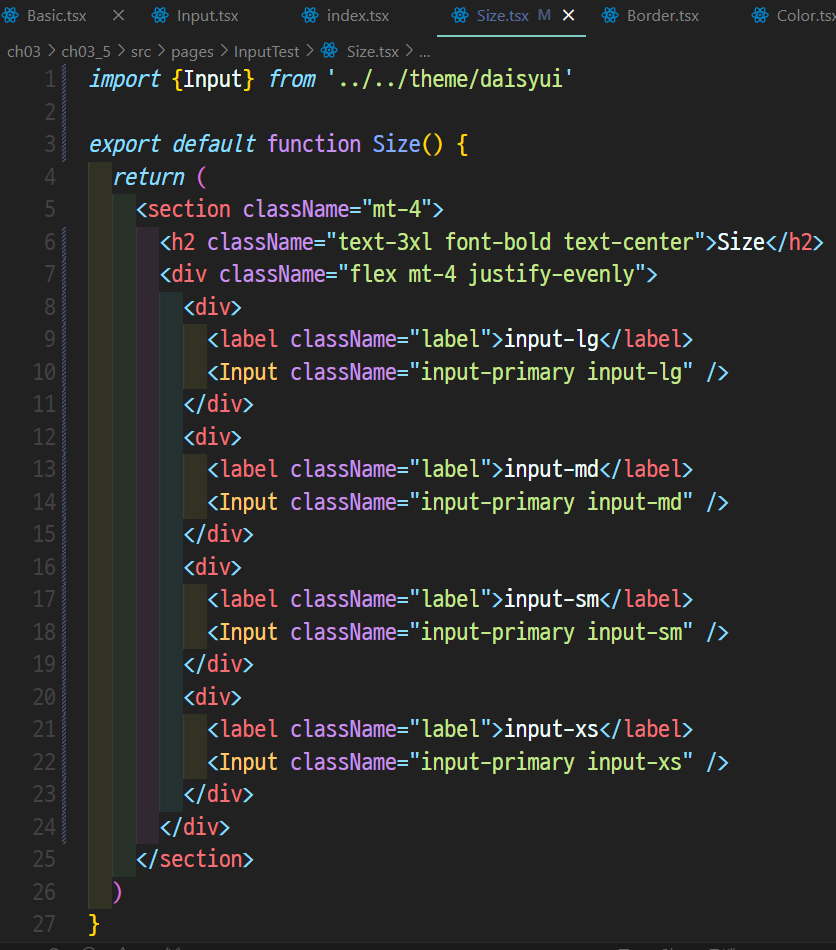 Basic.tsx Input.tsx index.tsx Size.tsx M Border.tsx Color.tsx
ch03 > ch03_5 > src > pages > InputTest > Size.tsx > ...
1 import {Input} from '../../theme/daisyui'
2
3 export default function Size() {
4 return (
5 <section className="mt-4">
6 <h2 className="text-3xl font-bold text-center">Size</h2>
7 <div className="flex mt-4 justify-evenly">
8 <div>
9 <label className="label">input-lg</label>
10 <Input className="input-primary input-lg" />
11 </div>
12 <div>
13 <label className="label">input-md</label>
14 <Input className="input-primary input-md" />
15 </div>
16 <div>
17 <label className="label">input-sm</label>
18 <Input className="input-primary input-sm" />
19 </div>
20 <div>
21 <label className="label">input-xs</label>
22 <Input className="input-primary input-xs" />
23 </div>
24 </div>
25 </section>
26 )
27 }